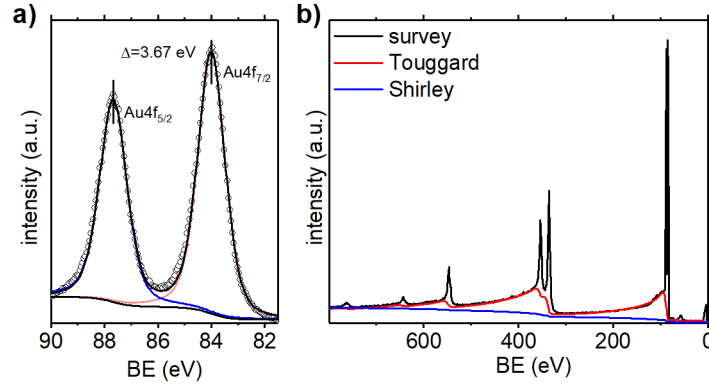 a)
Δ=3.67 eV
Au4f7/2
Au4f5/2
intensity (a.u.)
90 88 86 84 82
BE (eV)
b)
survey
Touggard
Shirley
intensity (a.u.)
600 400 200 0
BE (eV)